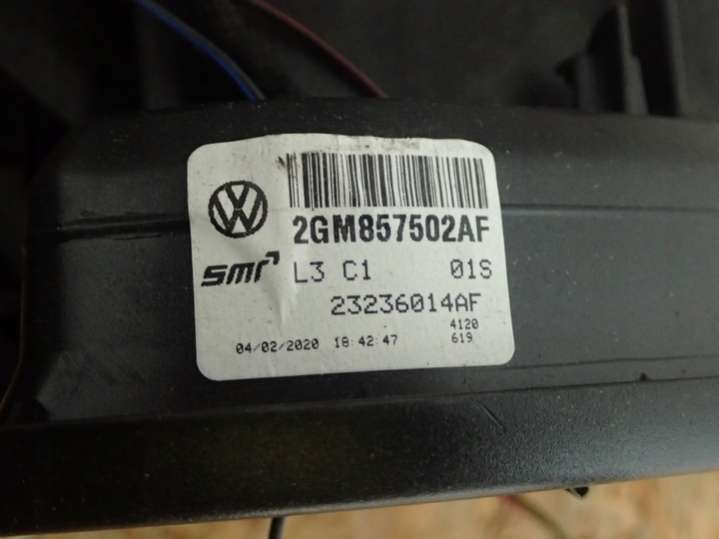 2GM857502AF
smr L3 C1 01S
23236014AF
04/02/2020 18:42:47 4120
619